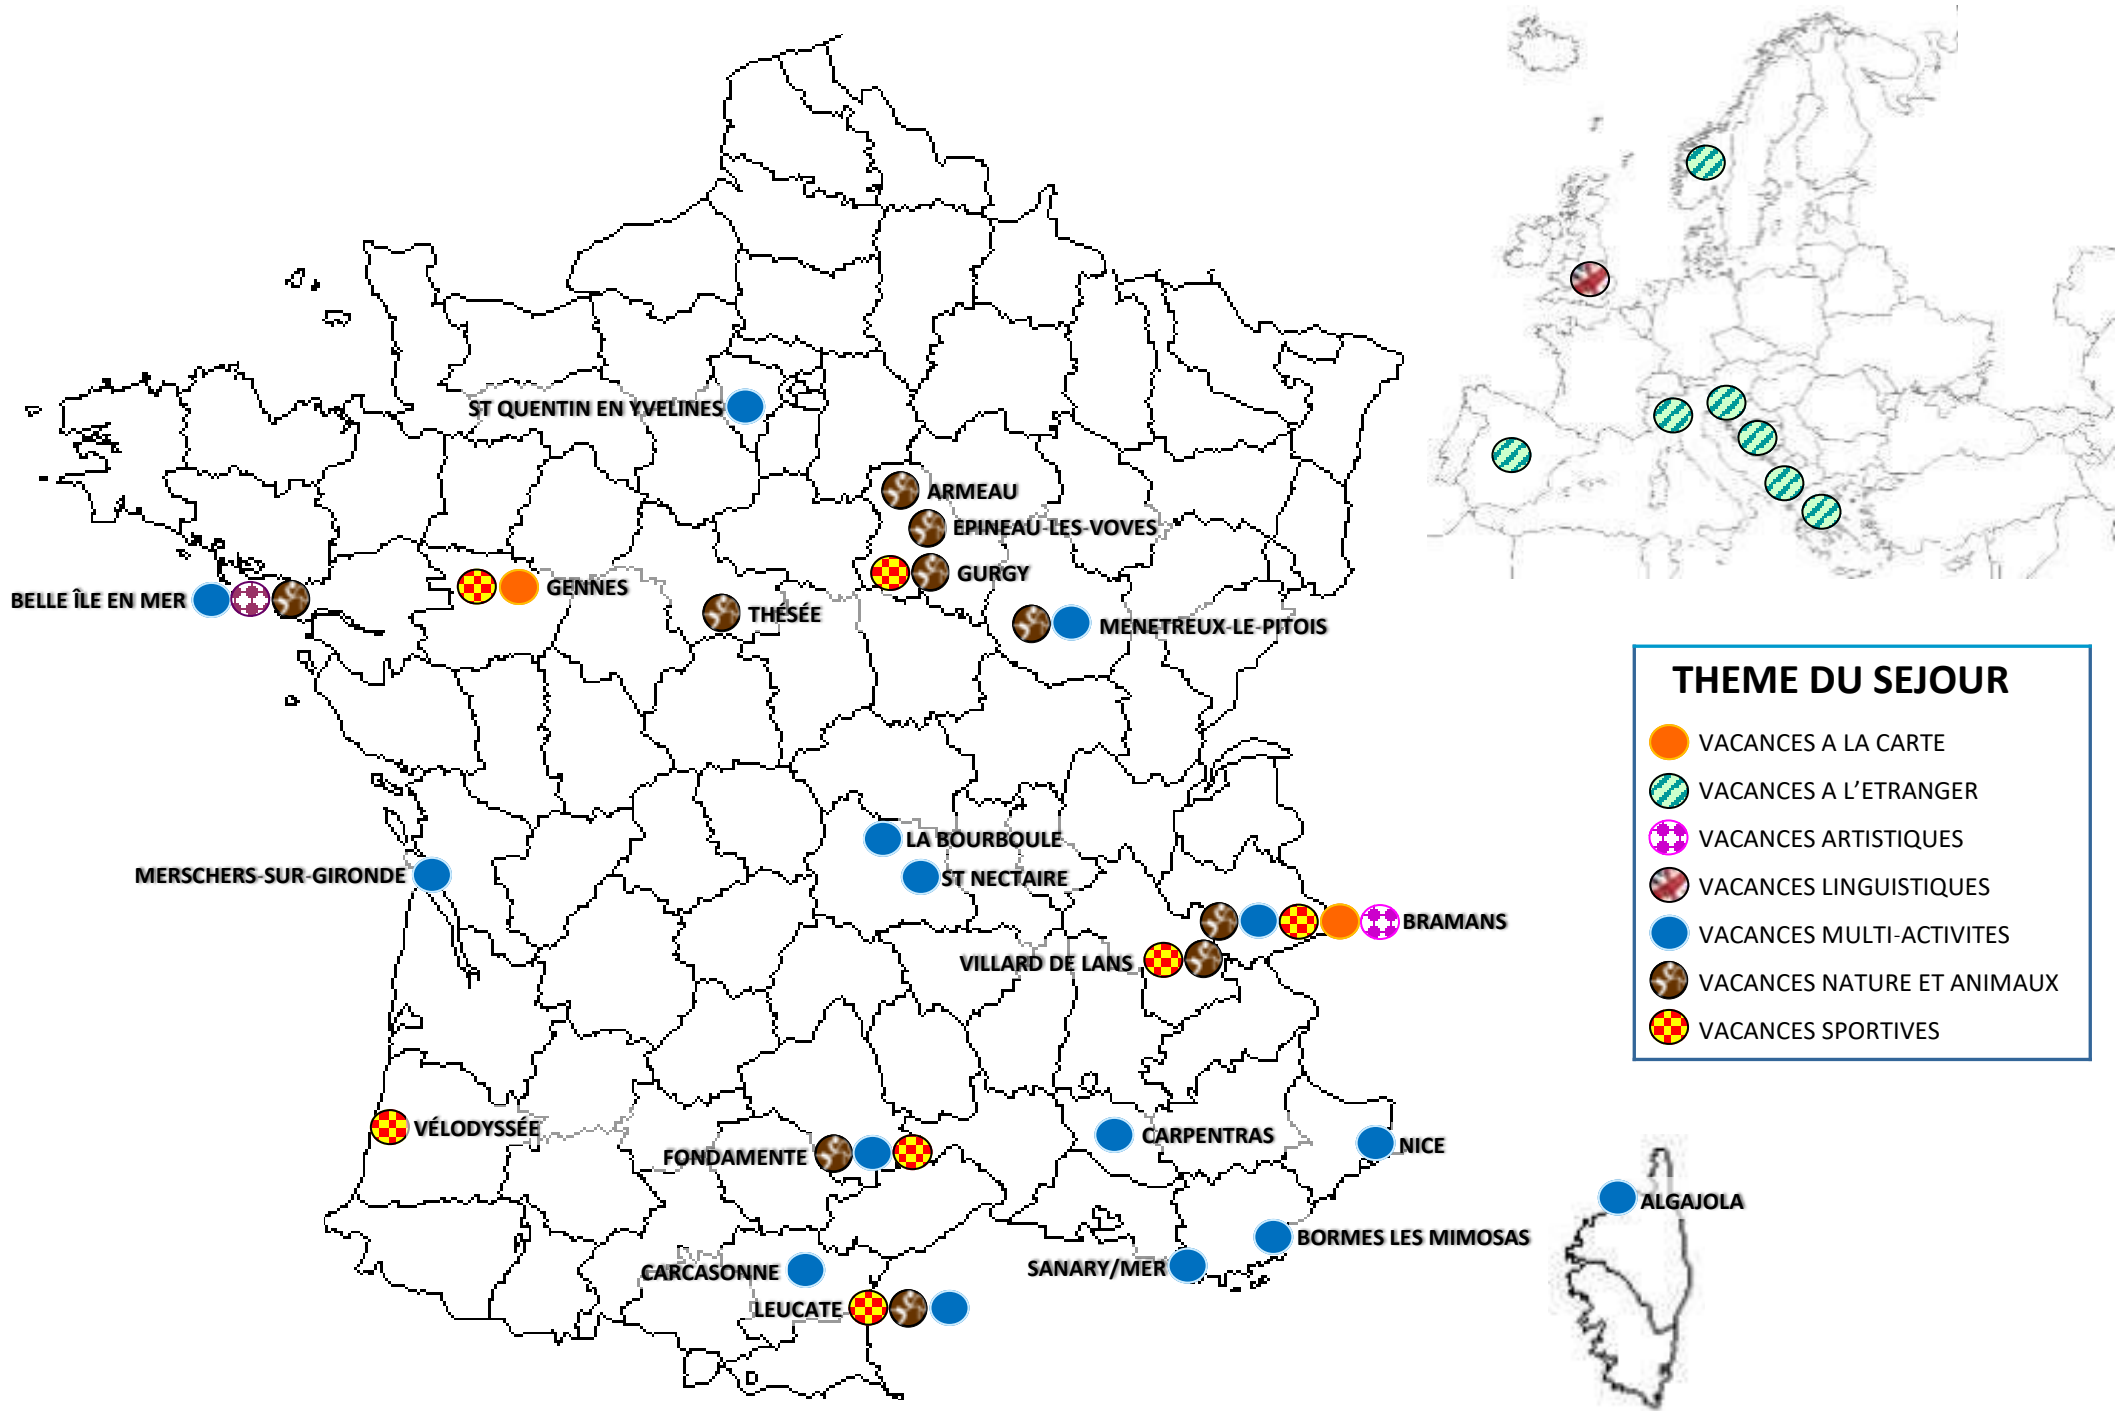 ST QUENTIN EN YVELINES
ARMEAU
EPINEAU-LES-VOVES
GURGY
BELLE ÎLE EN MER
GENNES
THÉSÉE
MENETREUX-LE-PITOIS
LA BOURBOULE
MERSCHERS-SUR-GIRONDE
ST NECTAIRE
BRAMANS
VILLARD DE LANS
VÉLODYSSÉE
CARPENTRAS
NICE
FONDAMENTE
ALGAJOLA
BORMES LES MIMOSAS
SANARY/MER
CARCASONNE
LEUCATE
THEME DU SEJOUR
VACANCES A LA CARTE
VACANCES A L'ETRANGER
VACANCES ARTISTIQUES
VACANCES LINGUISTIQUES
VACANCES MULTI-ACTIVITES
VACANCES NATURE ET ANIMAUX
VACANCES SPORTIVES